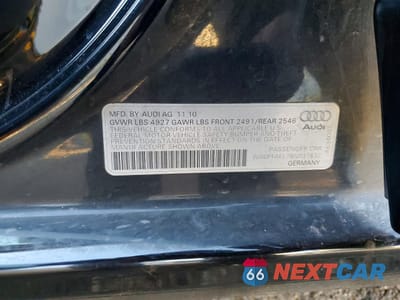 MFD. BY AUDI AG 11 10
GVWR LBS 4927 GAWR LBS FRONT 2491/REAR 2546
THIS VEHICLE CONFORMS TO ALL APPLICABLE U.S.
FEDERAL MOTOR VEHICLE SAFETY BUMPER AND THEFT
PREVENTION STANDARDS IN EFFECT ON THE DATE OF
MANUFACTURE SHOWN ABOVE.
Audi
PASSENGER CAR
GERMANY
66 NEXTCAR